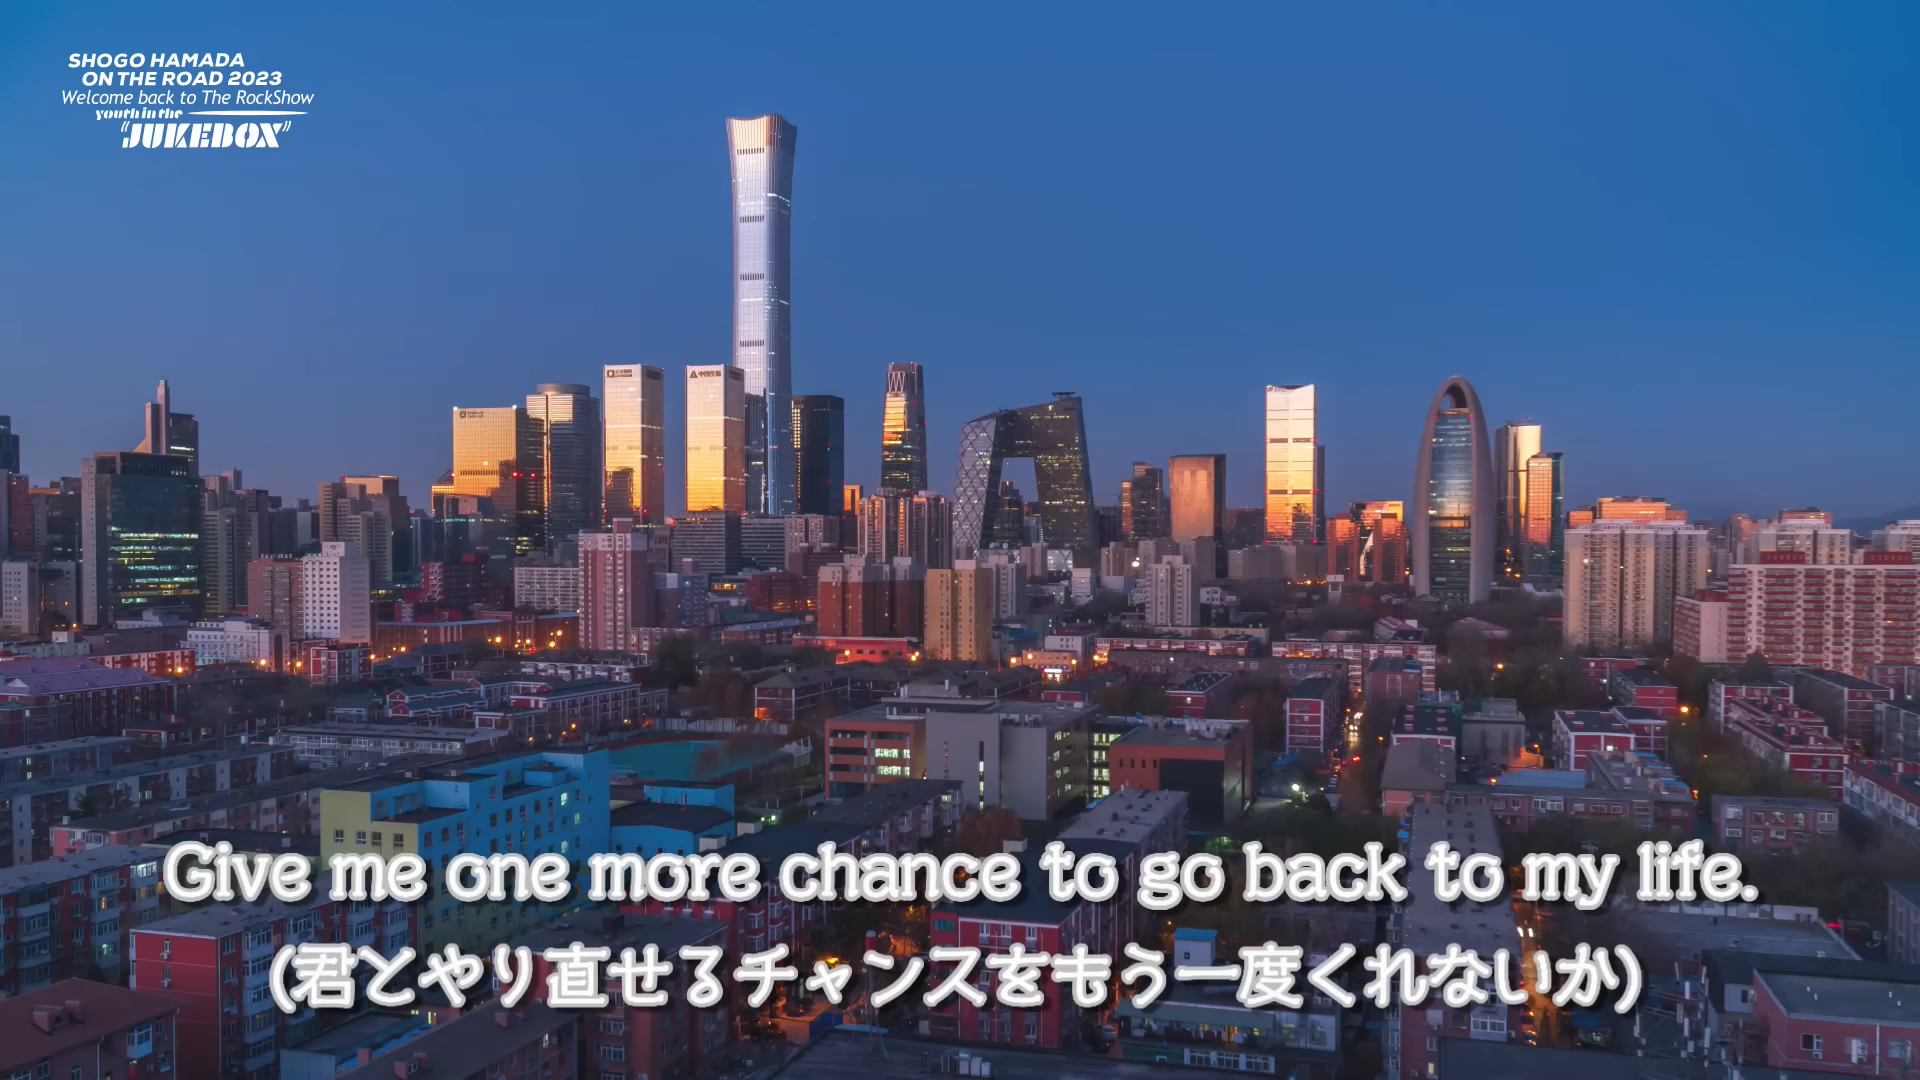 SHOGO HAMADA
ON THE ROAD 2023
Welcome back to The RockShow
youth in the
"JUKEBOX"
Give me one more chance to go back to my life.
(君とやり直せるチャンスをもう一度くれないか)